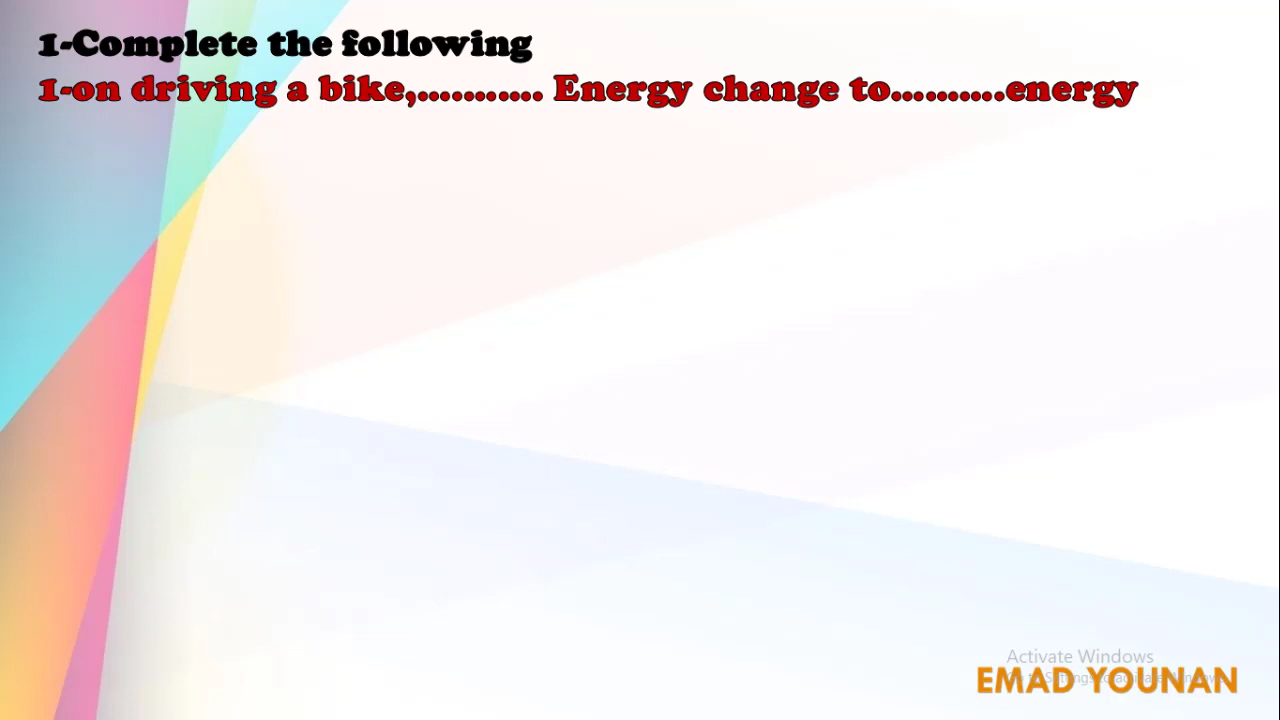 1-Complete the following
1-on driving a bike,........... Energy change to..........energy
Activate Windows
EMAD YOUNAN